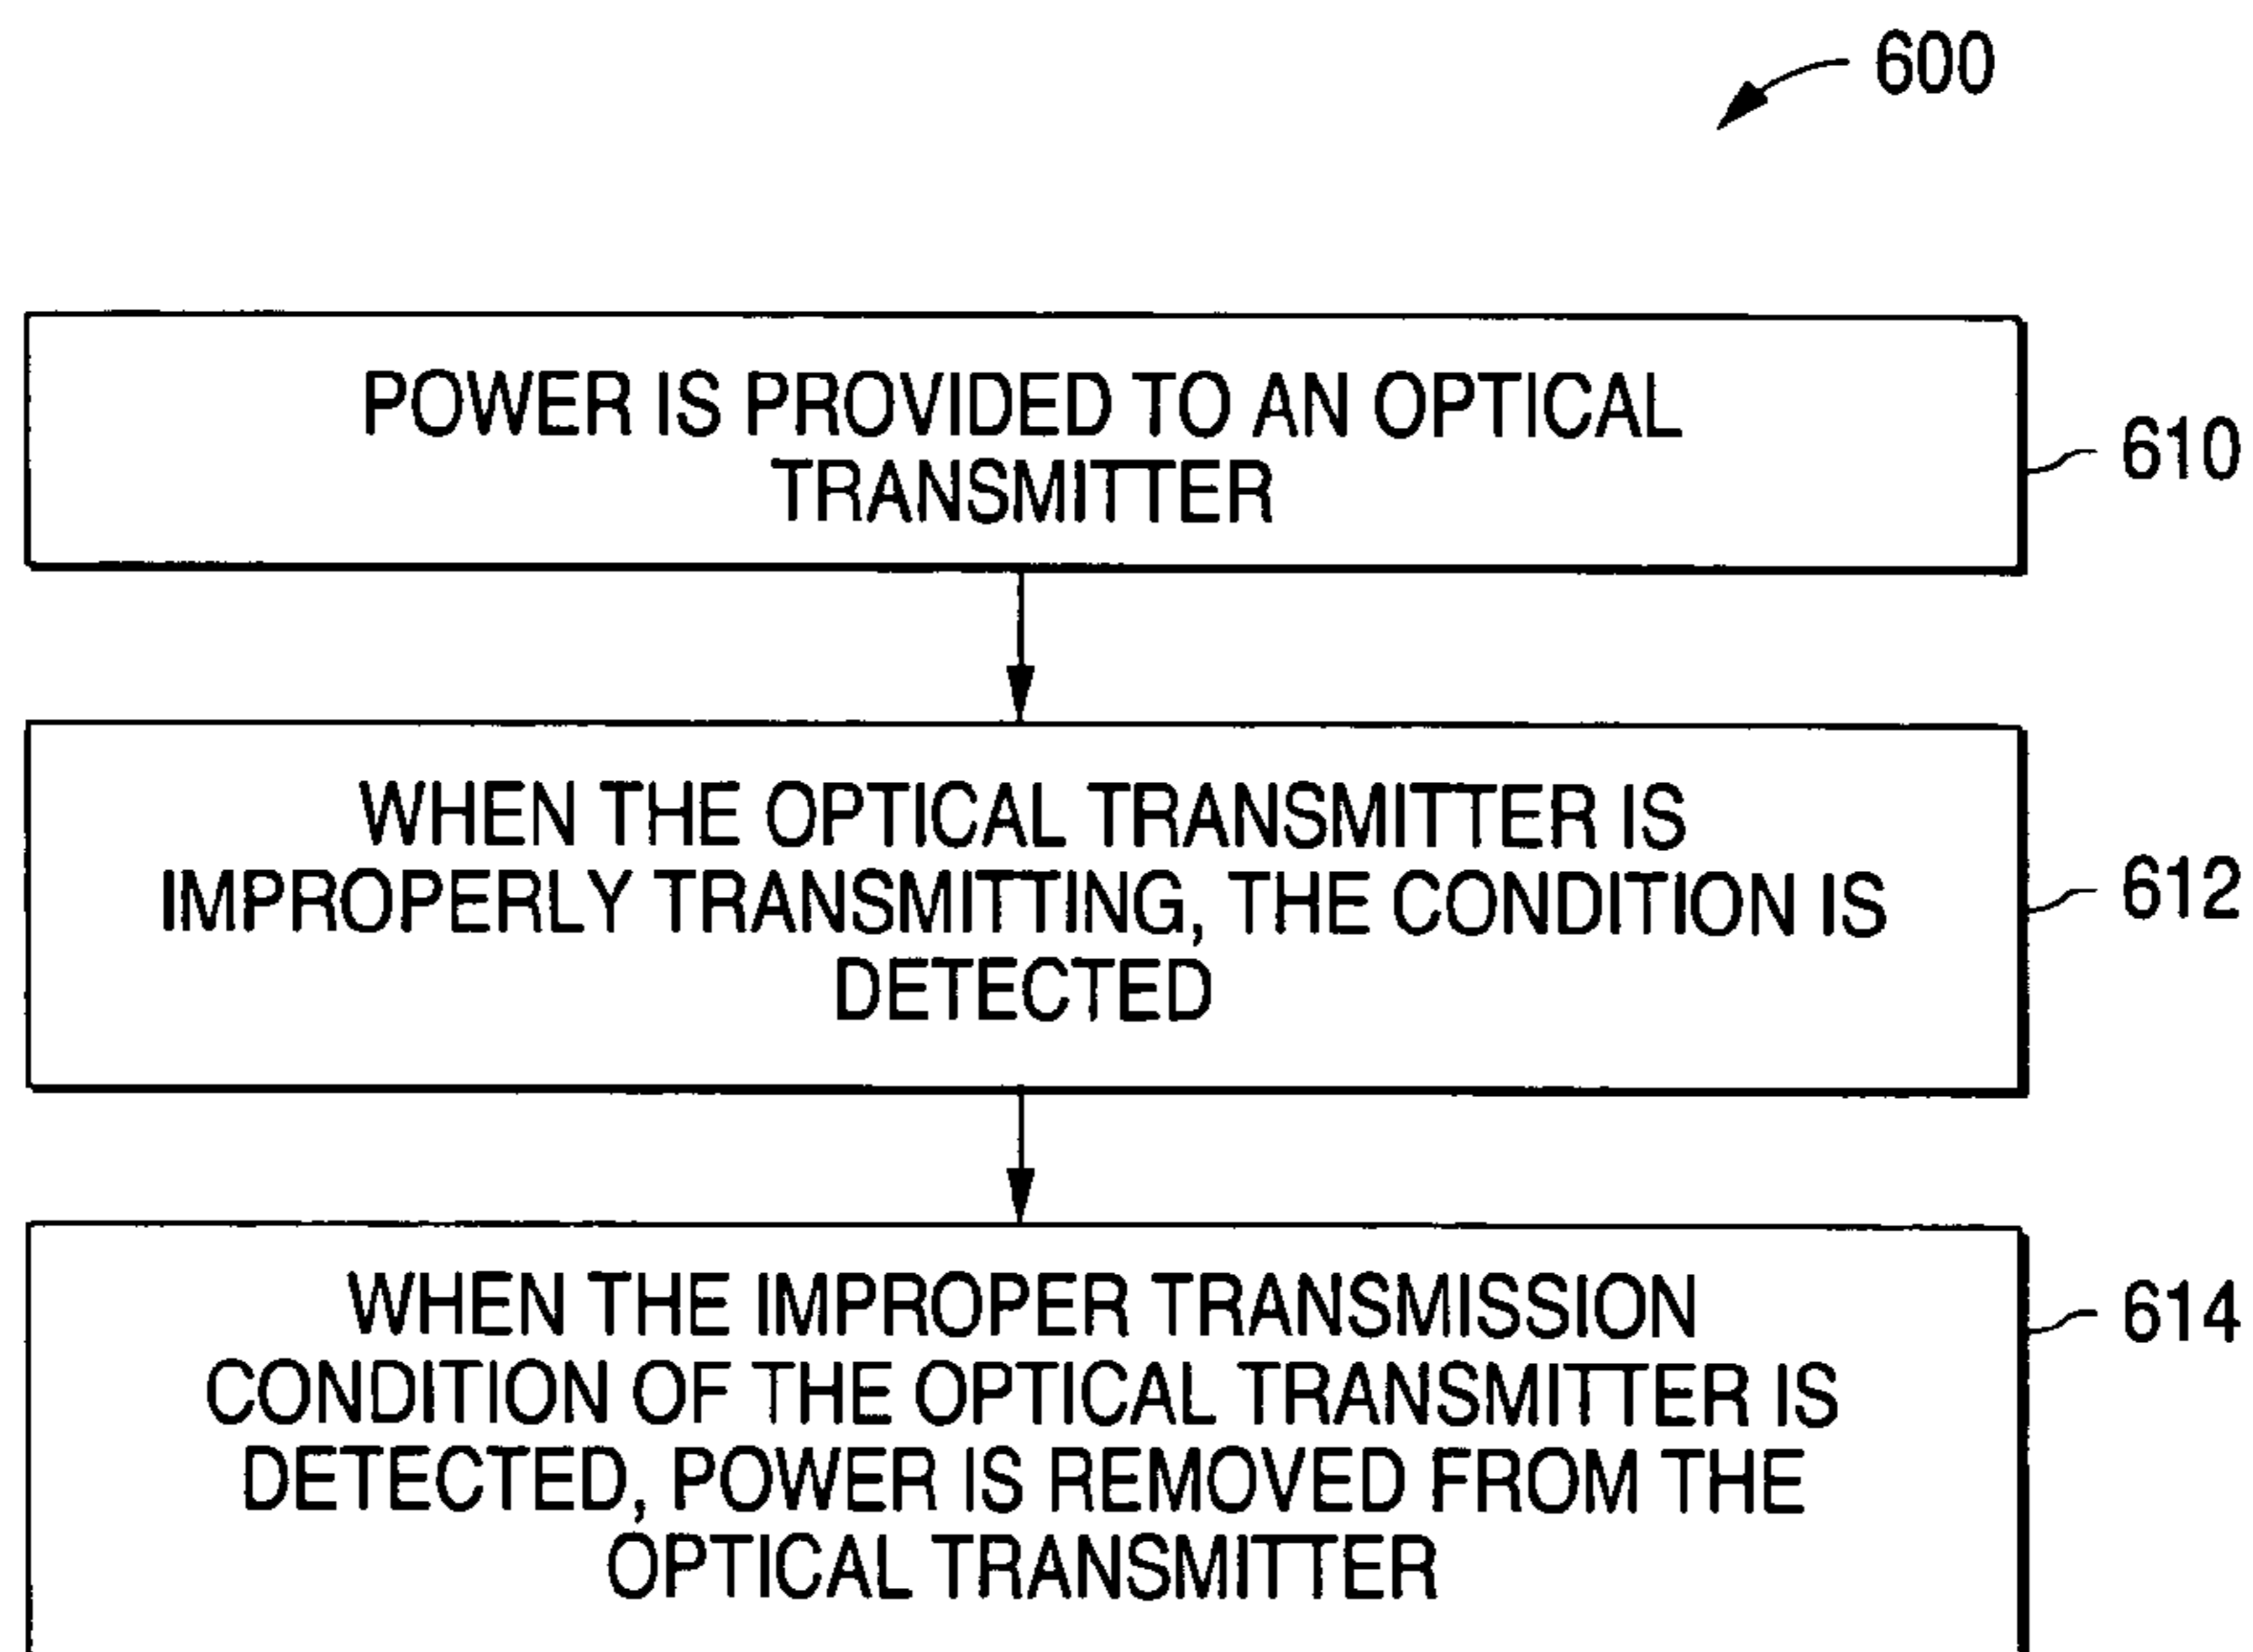 600
POWER IS PROVIDED TO AN OPTICAL
TRANSMITTER
610
WHEN THE OPTICAL TRANSMITTER IS
IMPROPERLY TRANSMITTING, THE CONDITION IS
DETECTED
612
WHEN THE IMPROPER TRANSMISSION
CONDITION OF THE OPTICAL TRANSMITTER IS
DETECTED, POWER IS REMOVED FROM THE
OPTICAL TRANSMITTER
614